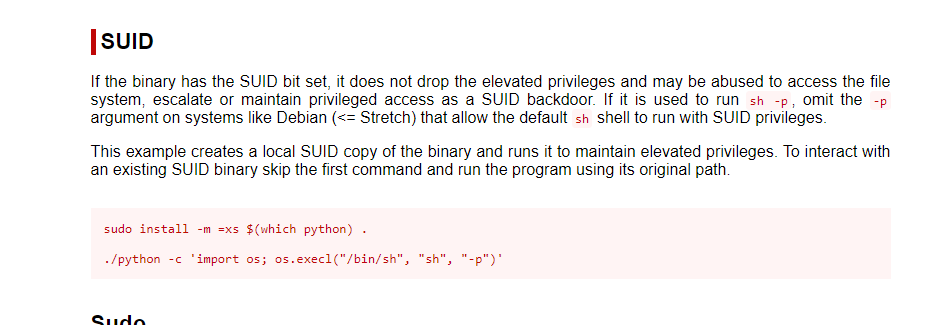 SUID
If the binary has the SUID bit set, it does not drop the elevated privileges and may be abused to access the file
system, escalate or maintain privileged access as a SUID backdoor. If it is used to run sh -p, omit the -p
argument on systems like Debian (<= Stretch) that allow the default sh shell to run with SUID privileges.
This example creates a local SUID copy of the binary and runs it to maintain elevated privileges. To interact with
an existing SUID binary skip the first command and run the program using its original path.
sudo install -m =xs $(which python) .
./python -c 'import os; os.execl("/bin/sh", "sh", "-p")'
Sudo